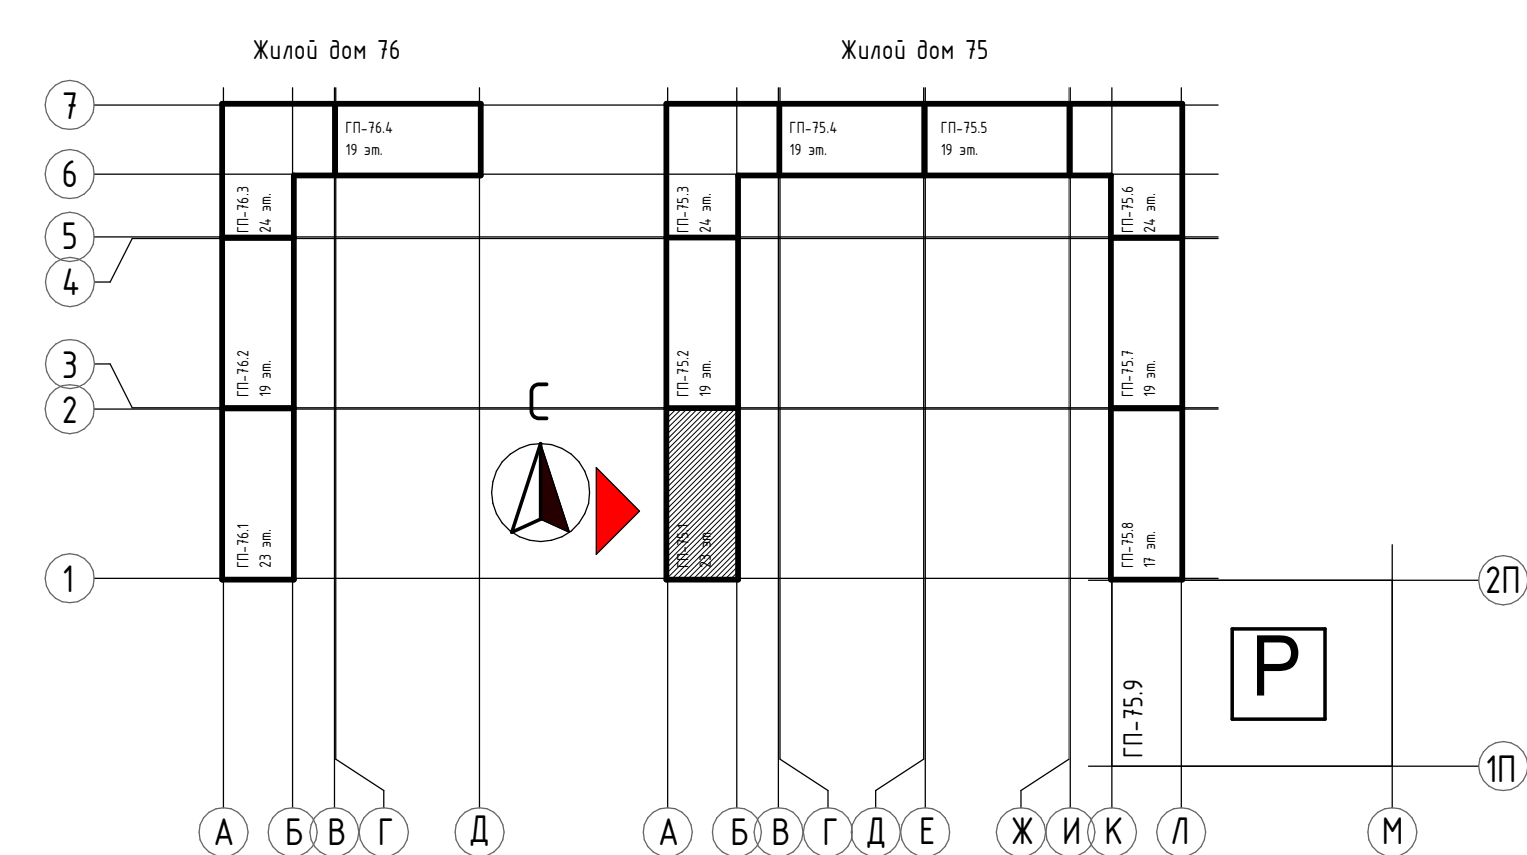 Жилой дом 76
Жилой дом 75
7
6
5
4
3
2
1
ГП-76.4
19 эт.
ГП-76.3
24 эт.
ГП-76.2
19 эт.
ГП-76.1
23 эт.
С
ГП-75.4
19 эт.
ГП-75.5
19 эт.
ГП-75.3
24 эт.
ГП-75.2
19 эт.
ГП-75.1
23 эт.
ГП-75.6
24 эт.
ГП-75.7
19 эт.
ГП-75.8
17 эт.
ГП-75.9
P
2П
1П
А Б В Г Д А Б В Г Д Е Ж И К Л М